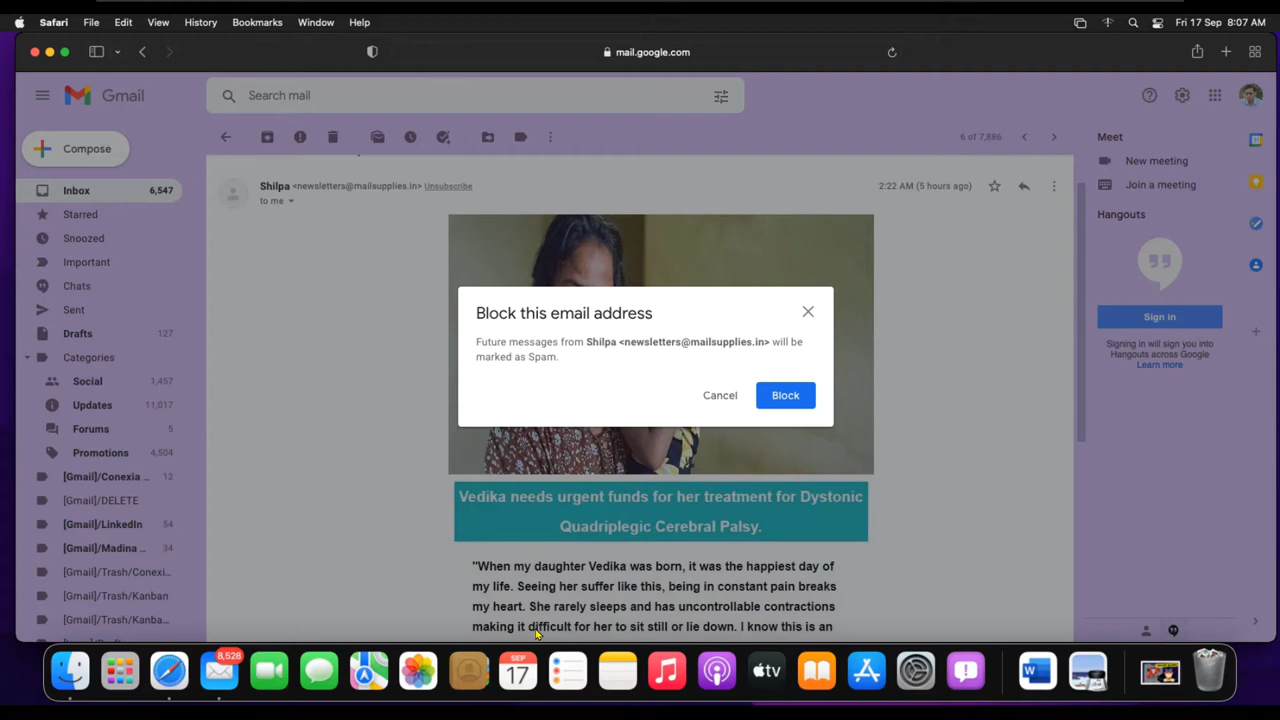 Safari File Edit View History Bookmarks Window Help Fri 17 Sep 8:07 AM
mail.google.com
Gmail Search mail
Compose 6 of 7,886 Meet
New meeting
Inbox 6,547 Shilpa <newsletters@mailsupplies.in> Unsubscribe 2:22 AM (5 hours ago) Join a meeting
to me
Starred Hangouts
Snoozed
Important
Chats
Sent
Drafts 127
Categories
Social 1,457
Updates 11,017
Forums 5
Promotions 4,504
[Gmail]/Conexia ... 12
[Gmail]/DELETE
[Gmail]/LinkedIn 54
[Gmail]/Madina ... 34
[Gmail]/Trash/Conexi...
[Gmail]/Trash/Kanban
[Gmail]/Trash/Kanba...
Block this email address
Future messages from Shilpa <newsletters@mailsupplies.in> will be
marked as Spam.
Cancel Block
Vedika needs urgent funds for her treatment for Dystonic
Quadriplegic Cerebral Palsy.
"When my daughter Vedika was born, it was the happiest day of
my life. Seeing her suffer like this, being in constant pain breaks
my heart. She rarely sleeps and has uncontrollable contractions
making it difficult for her to sit still or lie down. I know this is an
Sign in
Signing in will sign you into
Hangouts across Google
Learn more
8,528
SEP
17
tv
W